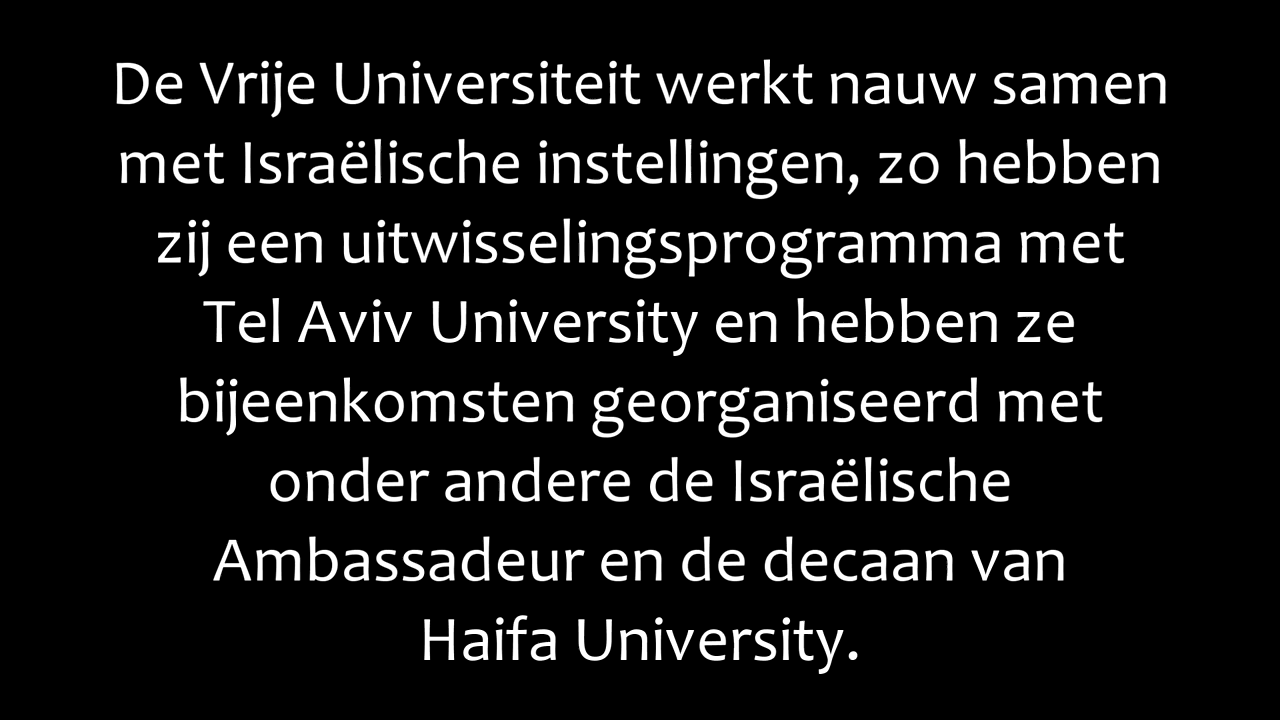 De Vrije Universiteit werkt nauw samen
met Israëlische instellingen, zo hebben
zij een uitwisselingsprogramma met
Tel Aviv University en hebben ze
bijeenkomsten georganiseerd met
onder andere de Israëlische
Ambassadeur en de decaan van
Haifa University.